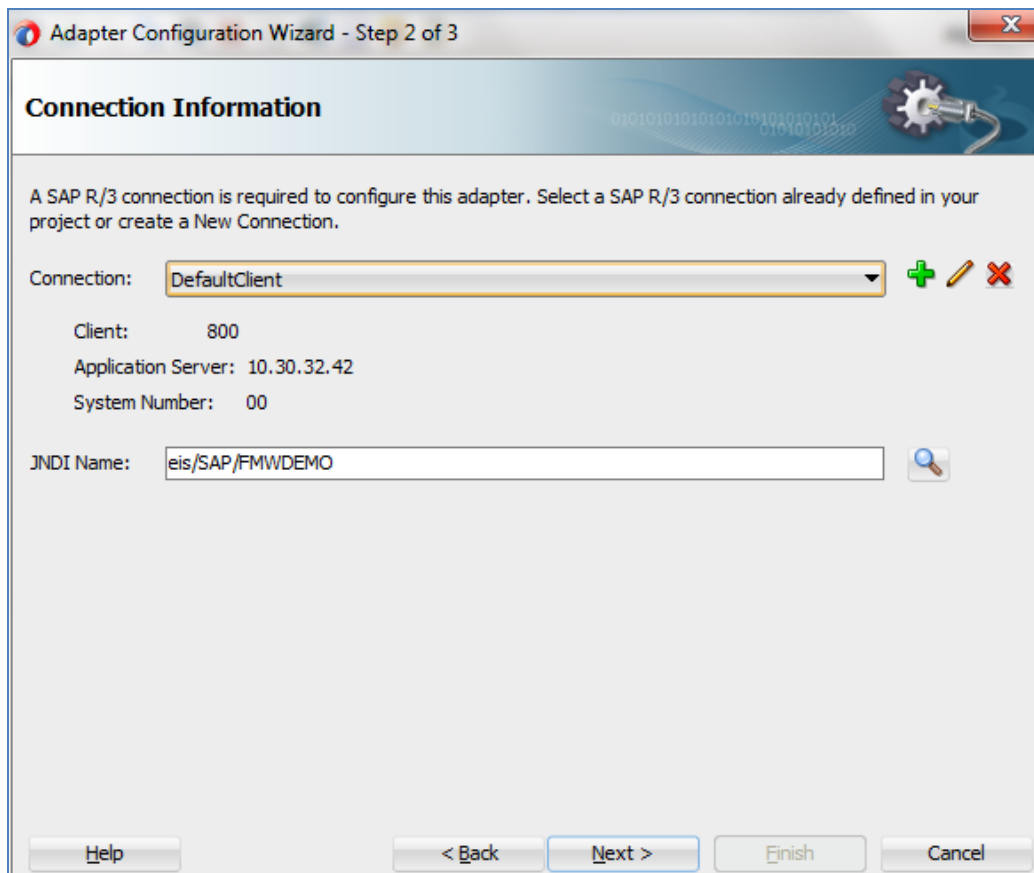 Adapter Configuration Wizard - Step 2 of 3
X
Connection Information
010101010101010101010101010101
01010101010
A SAP R/3 connection is required to configure this adapter. Select a SAP R/3 connection already defined in your
project or create a New Connection.
Connection: DefaultClient
Client: 800
Application Server: 10.30.32.42
System Number: 00
JNDI Name: eis/SAP/FMWDEMO
Help < Back Next > Finish Cancel